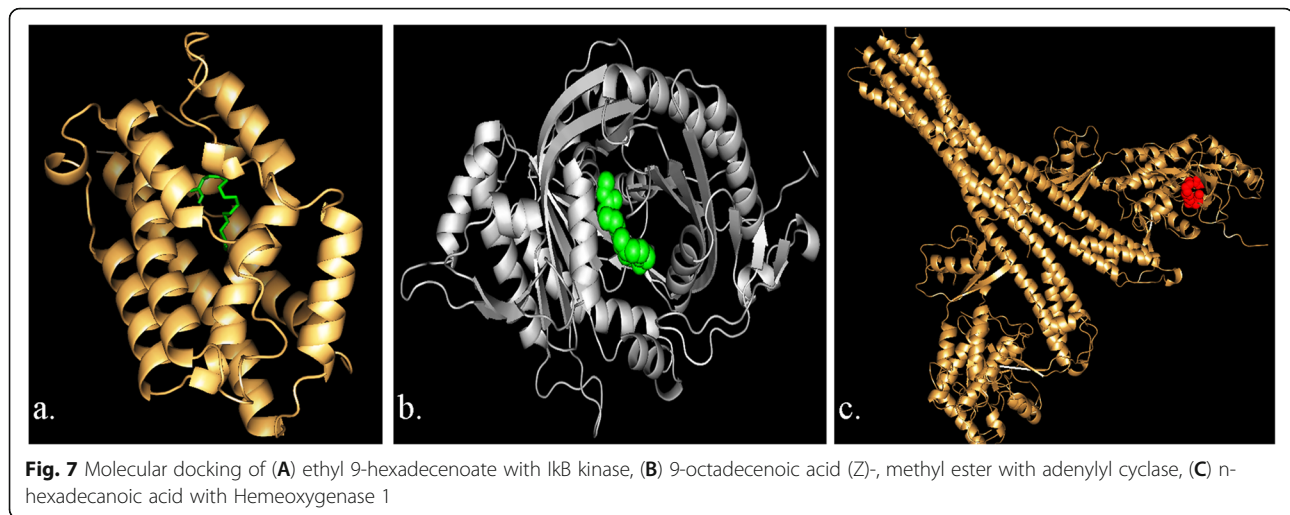 a.
b.
c.
Fig. 7 Molecular docking of (A) ethyl 9-hexadecenoate with IkB kinase, (B) 9-octadecenoic acid (Z)-, methyl ester with adenylyl cyclase, (C) n-
hexadecanoic acid with Hemeoxygenase 1